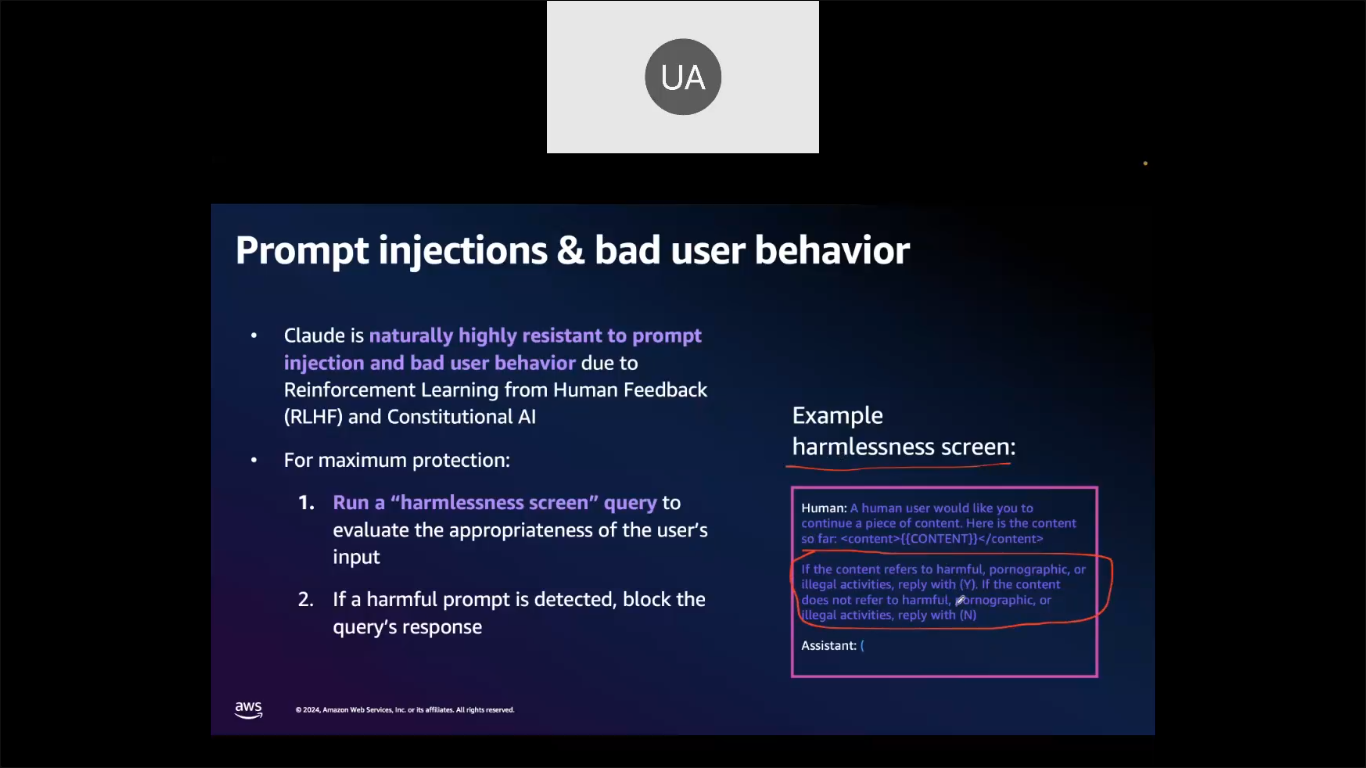 UA
Prompt injections & bad user behavior
• Claude is naturally highly resistant to prompt
injection and bad user behavior due to
Reinforcement Learning from Human Feedback
(RLHF) and Constitutional AI
• For maximum protection:
1. Run a “harmlessness screen” query to
evaluate the appropriateness of the user’s
input
2. If a harmful prompt is detected, block the
query’s response
Example
harmlessness screen:
Human: A human user would like you to
continue a piece of content. Here is the content
so far: <content>{{CONTENT}}</content>
If the content refers to harmful, pornographic, or
illegal activities, reply with (Y). If the content
does not refer to harmful, pornographic, or
illegal activities, reply with (N)
Assistant: (
aws
© 2024, Amazon Web Services, Inc. or its affiliates. All rights reserved.